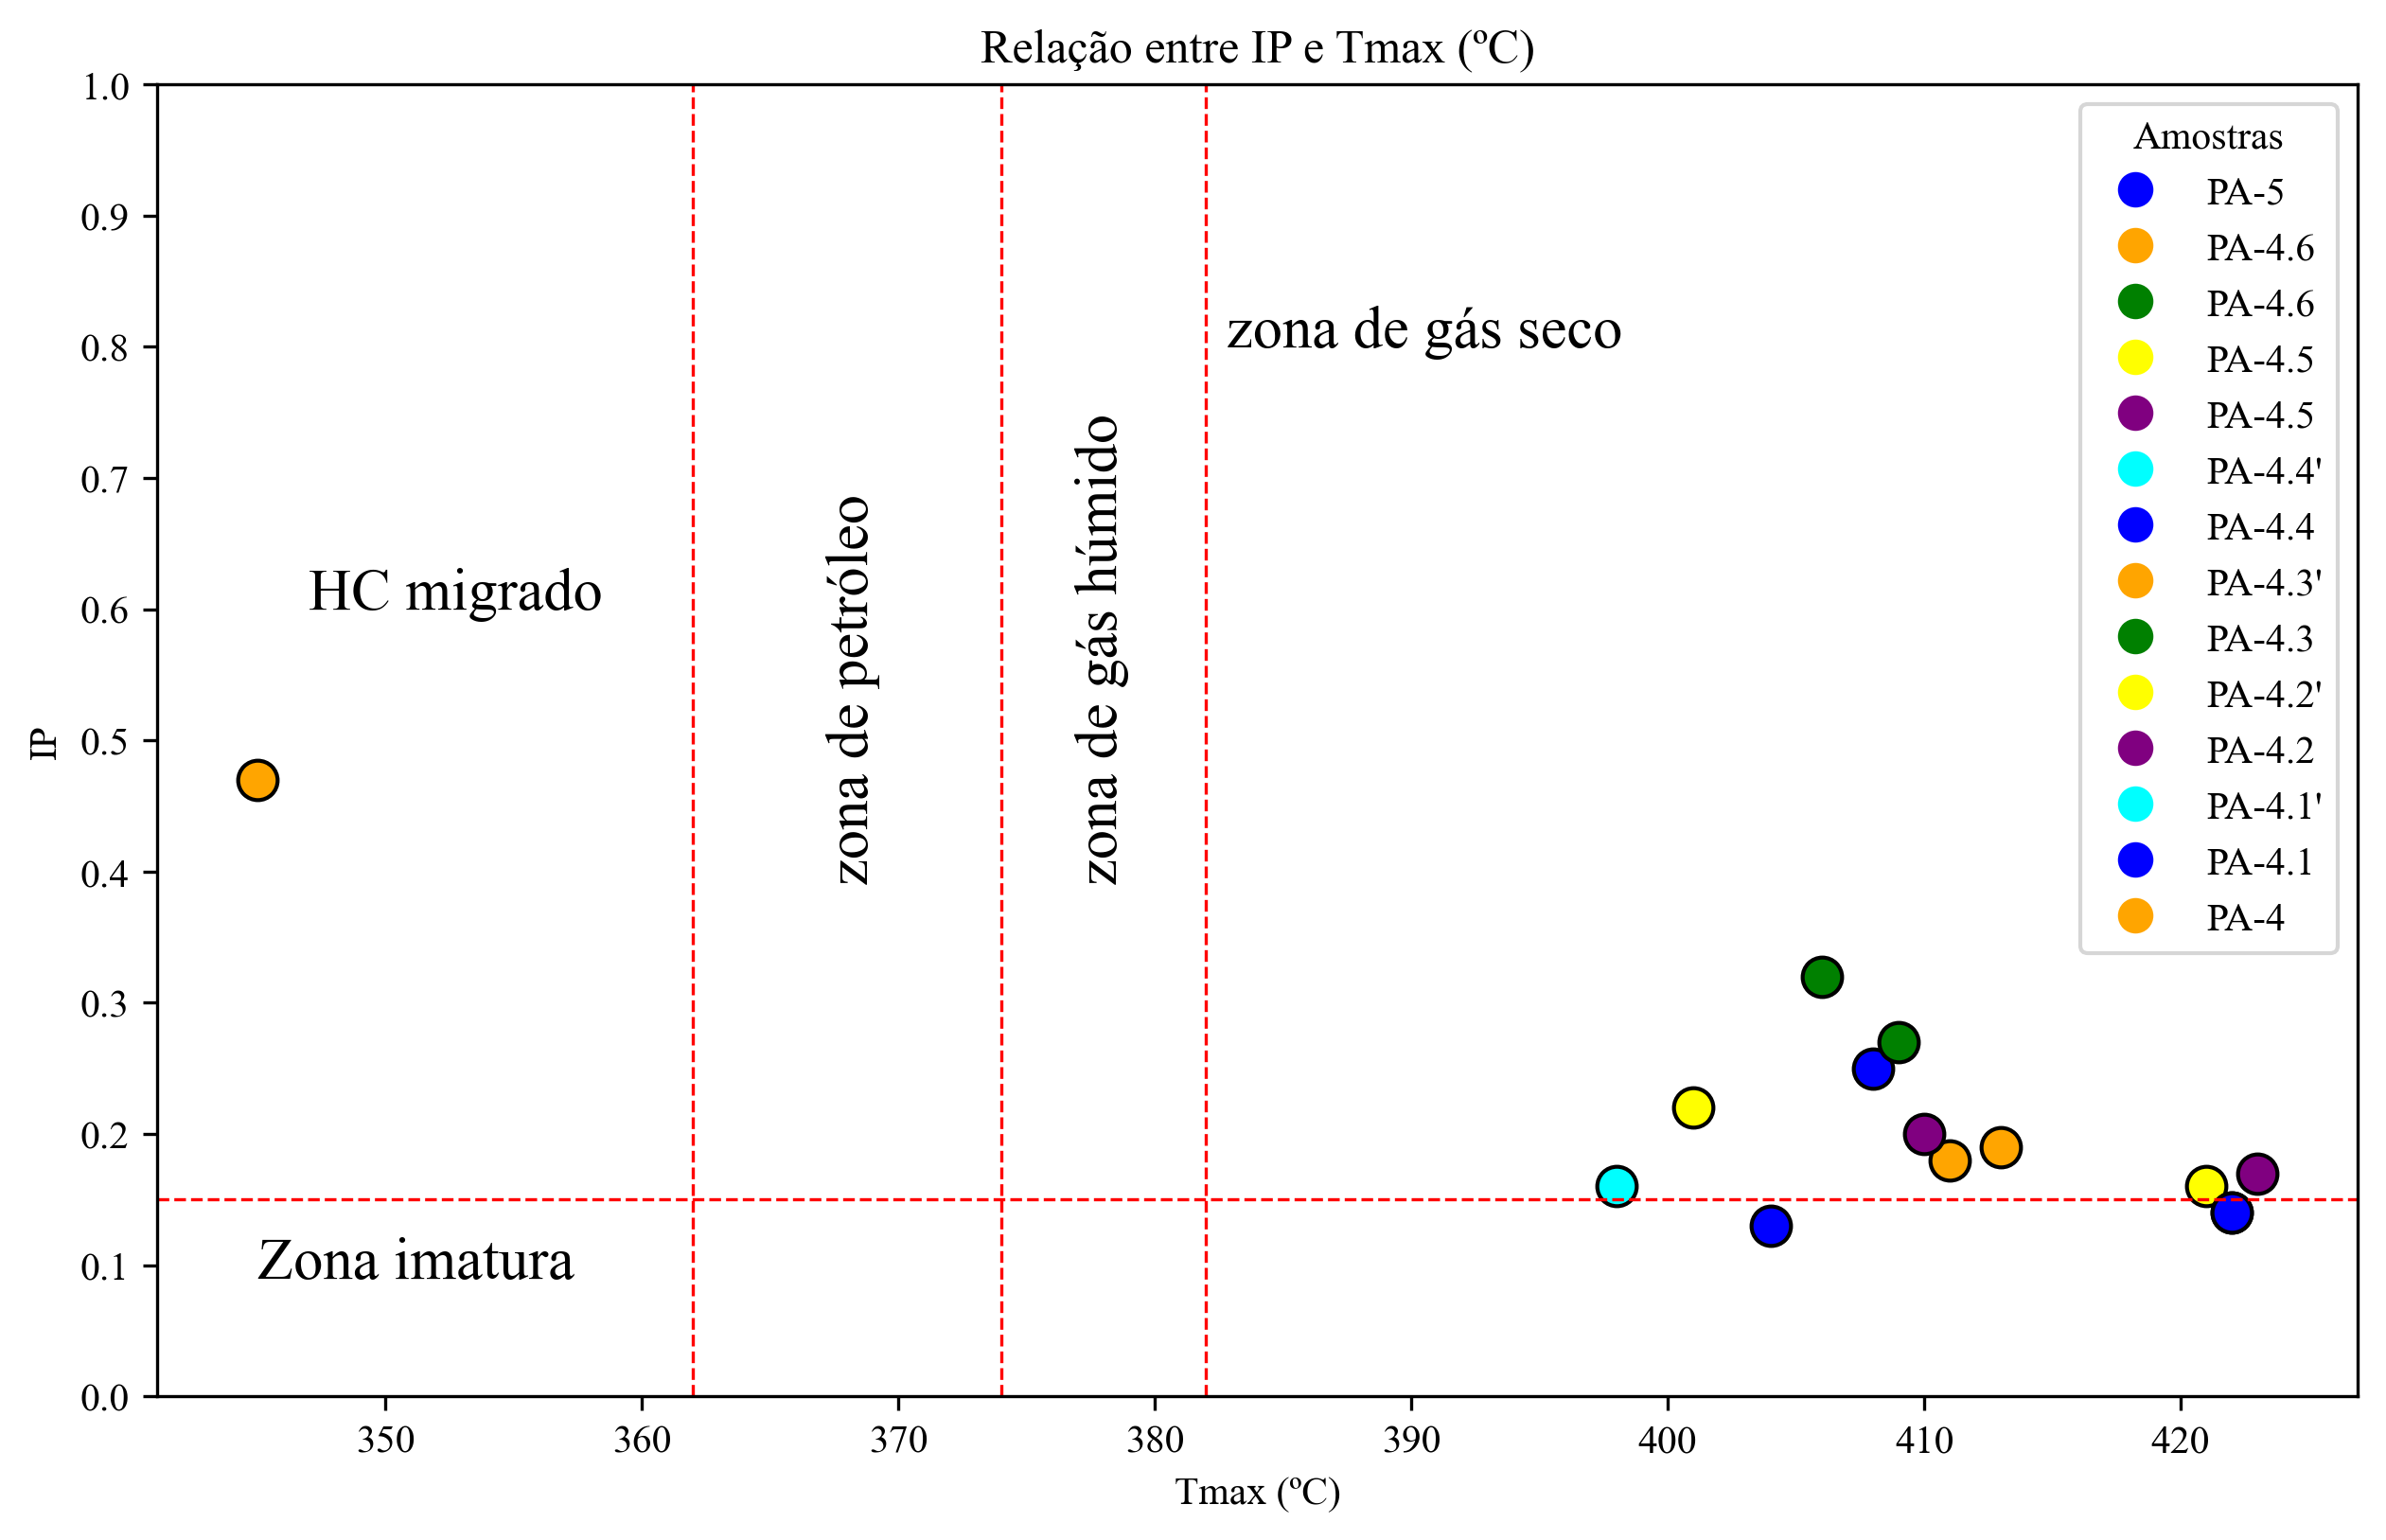 Relação entre IP e Tmax (ºC)
1.0
0.9
0.8
0.7
0.6
0.5
0.4
0.3
0.2
0.1
0.0
IP
HC migrado
zona de petróleo
zona de gás húmido
zona de gás seco
Zona imatura
Amostras
PA-5
PA-4.6
PA-4.6
PA-4.5
PA-4.5
PA-4.4'
PA-4.4
PA-4.3'
PA-4.3
PA-4.2'
PA-4.2
PA-4.1'
PA-4.1
PA-4
350 360 370 380 390 400 410 420
Tmax (ºC)